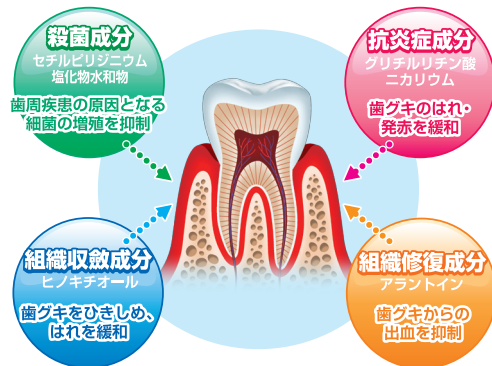 殺菌成分
セチルピリジニウム
塩化物水和物
歯周疾患の原因となる
細菌の増殖を抑制
抗炎症成分
グリチルリチン酸
ニカリウム
歯グキのはれ・
発赤を緩和
組織収斂成分
ヒノキチオール
歯グキをひきしめ、
はれを緩和
組織修復成分
アラントイン
歯グキからの
出血を抑制